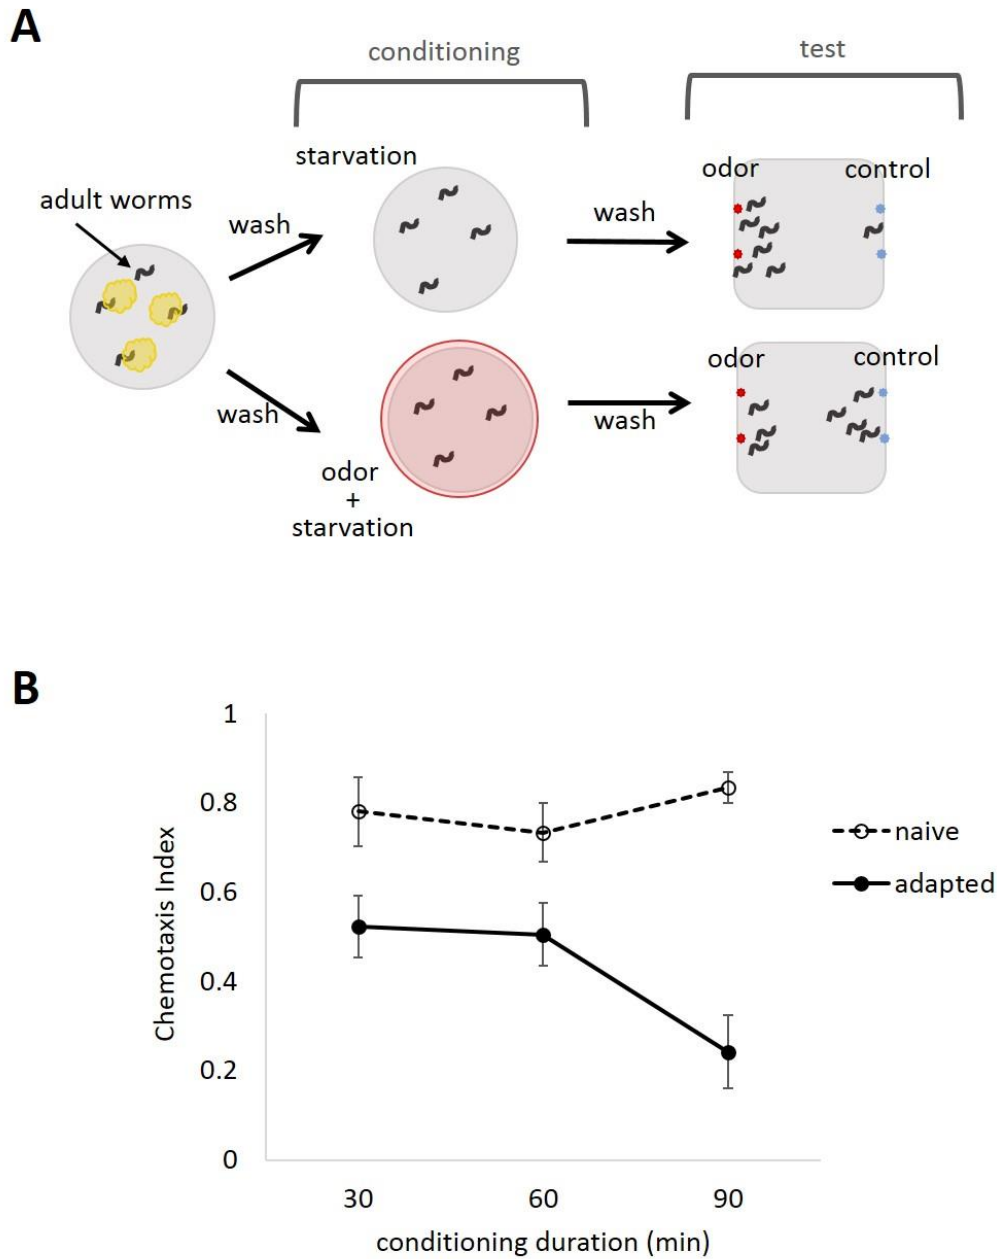 A
conditioning
test
starvation
odor
control
adult worms
wash
wash
odor
control
wash
wash
odor
+
starvation
B
1
0.8
0.6
0.4
0.2
0
Chemotaxis Index
naive
adapted
30
60
90
conditioning duration (min)